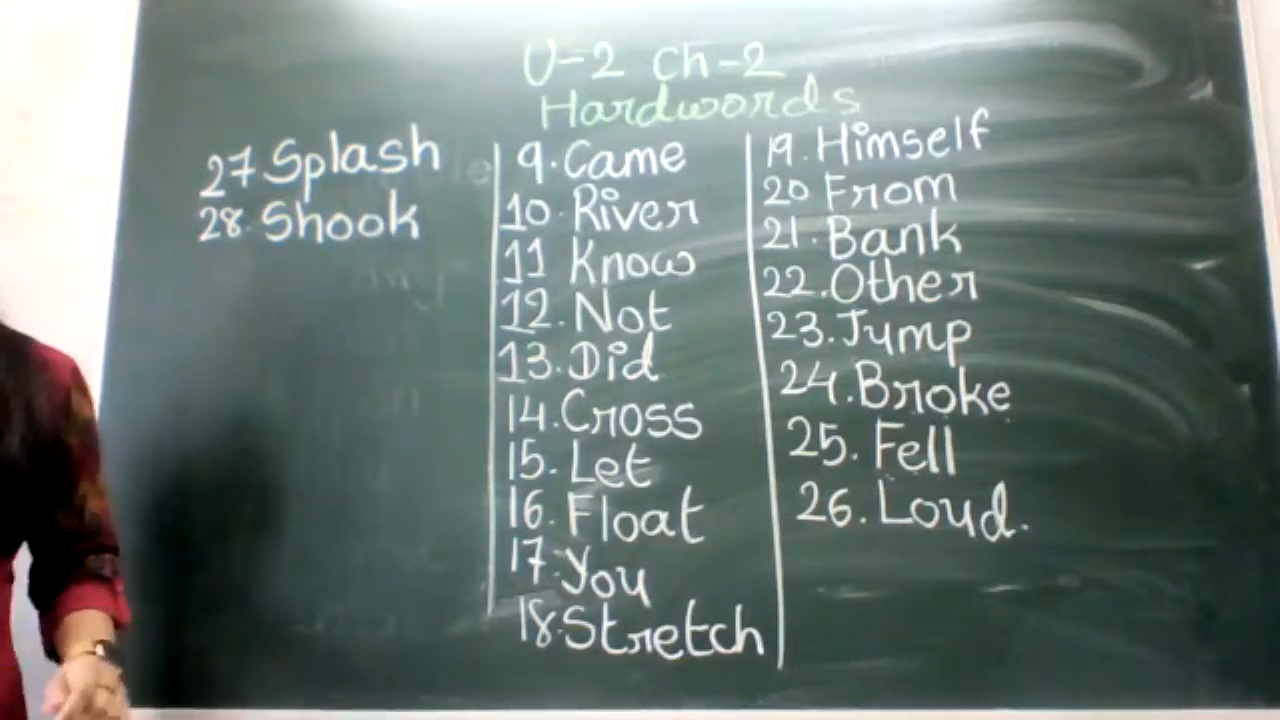 U-2 Ch-2
Hardwords
27 Splash
28. Shook
9. Came
10. River
11 Know
12. Not
13. Did
14. Cross
15. Let
16. Float
17. You
18. Stretch
19. Himself
20 From
21. Bank
22. Other
23. Jump
24. Broke
25. Fell
26. Loud.